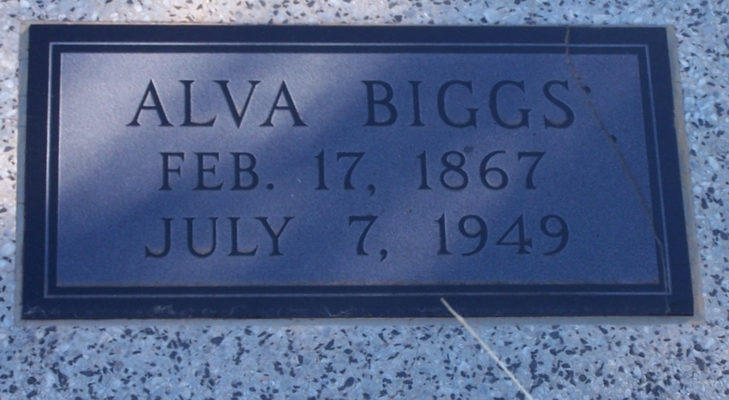 ALVA BIGGS
FEB. 17, 1867
JULY 7, 1949